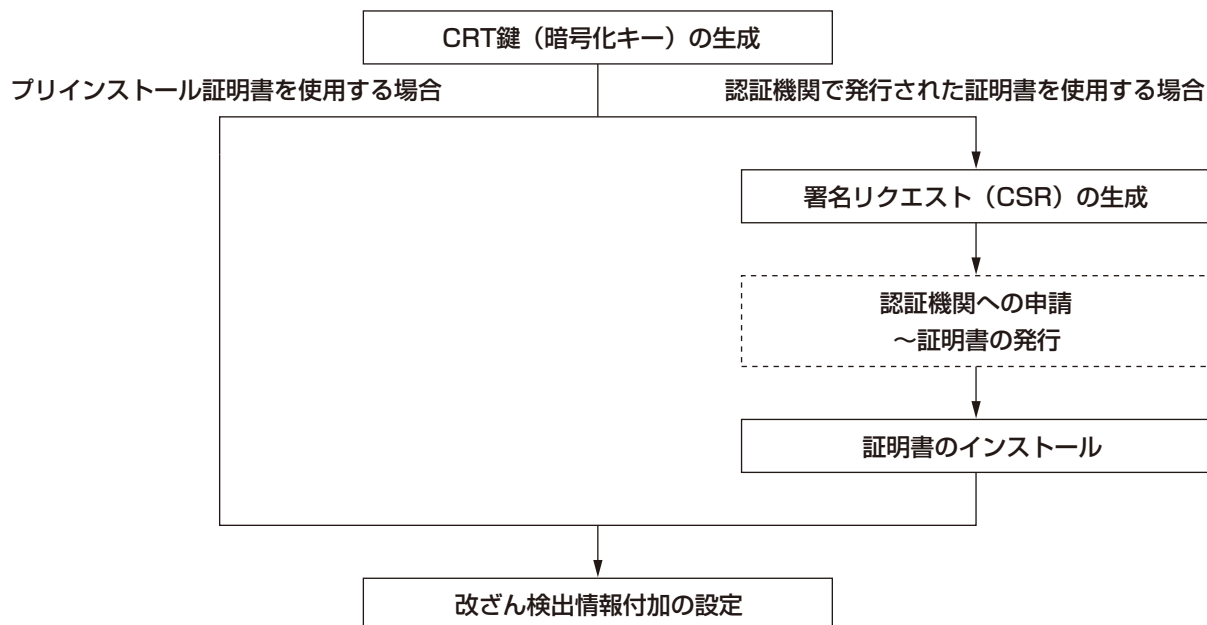 CRT鍵（暗号化キー）の生成
プリインストール証明書を使用する場合
認証機関で発行された証明書を使用する場合
署名リクエスト（CSR）の生成
認証機関への申請
～証明書の発行
証明書のインストール
改ざん検出情報付加の設定